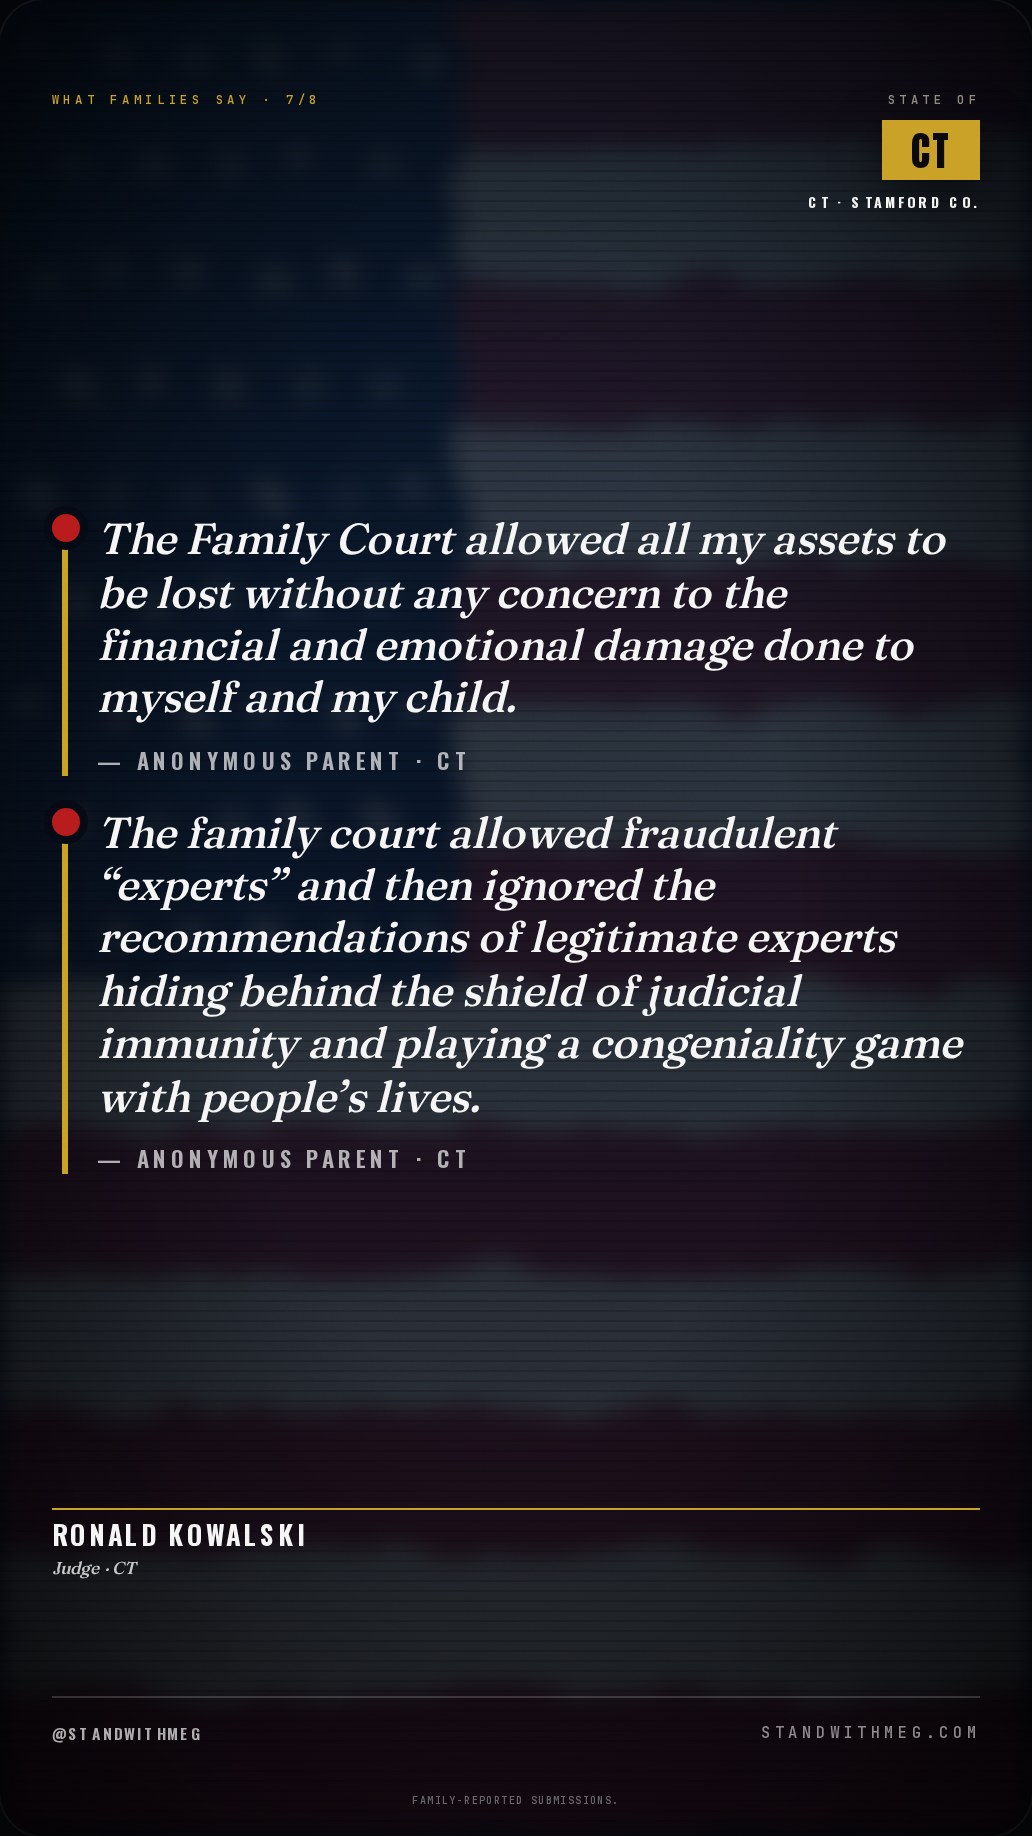 WHAT FAMILIES SAY · 7/8
STATE OF
CT
CT · STAMFORD CO.
The Family Court allowed all my assets to
be lost without any concern to the
financial and emotional damage done to
myself and my child.
— ANONYMOUS PARENT · CT
The family court allowed fraudulent
“experts” and then ignored the
recommendations of legitimate experts
hiding behind the shield of judicial
immunity and playing a congeniality game
with people’s lives.
— ANONYMOUS PARENT · CT
RONALD KOWALSKI
Judge · CT
@STANDWITHMEG
STANDWITHMEG.COM
FAMILY-REPORTED SUBMISSIONS.